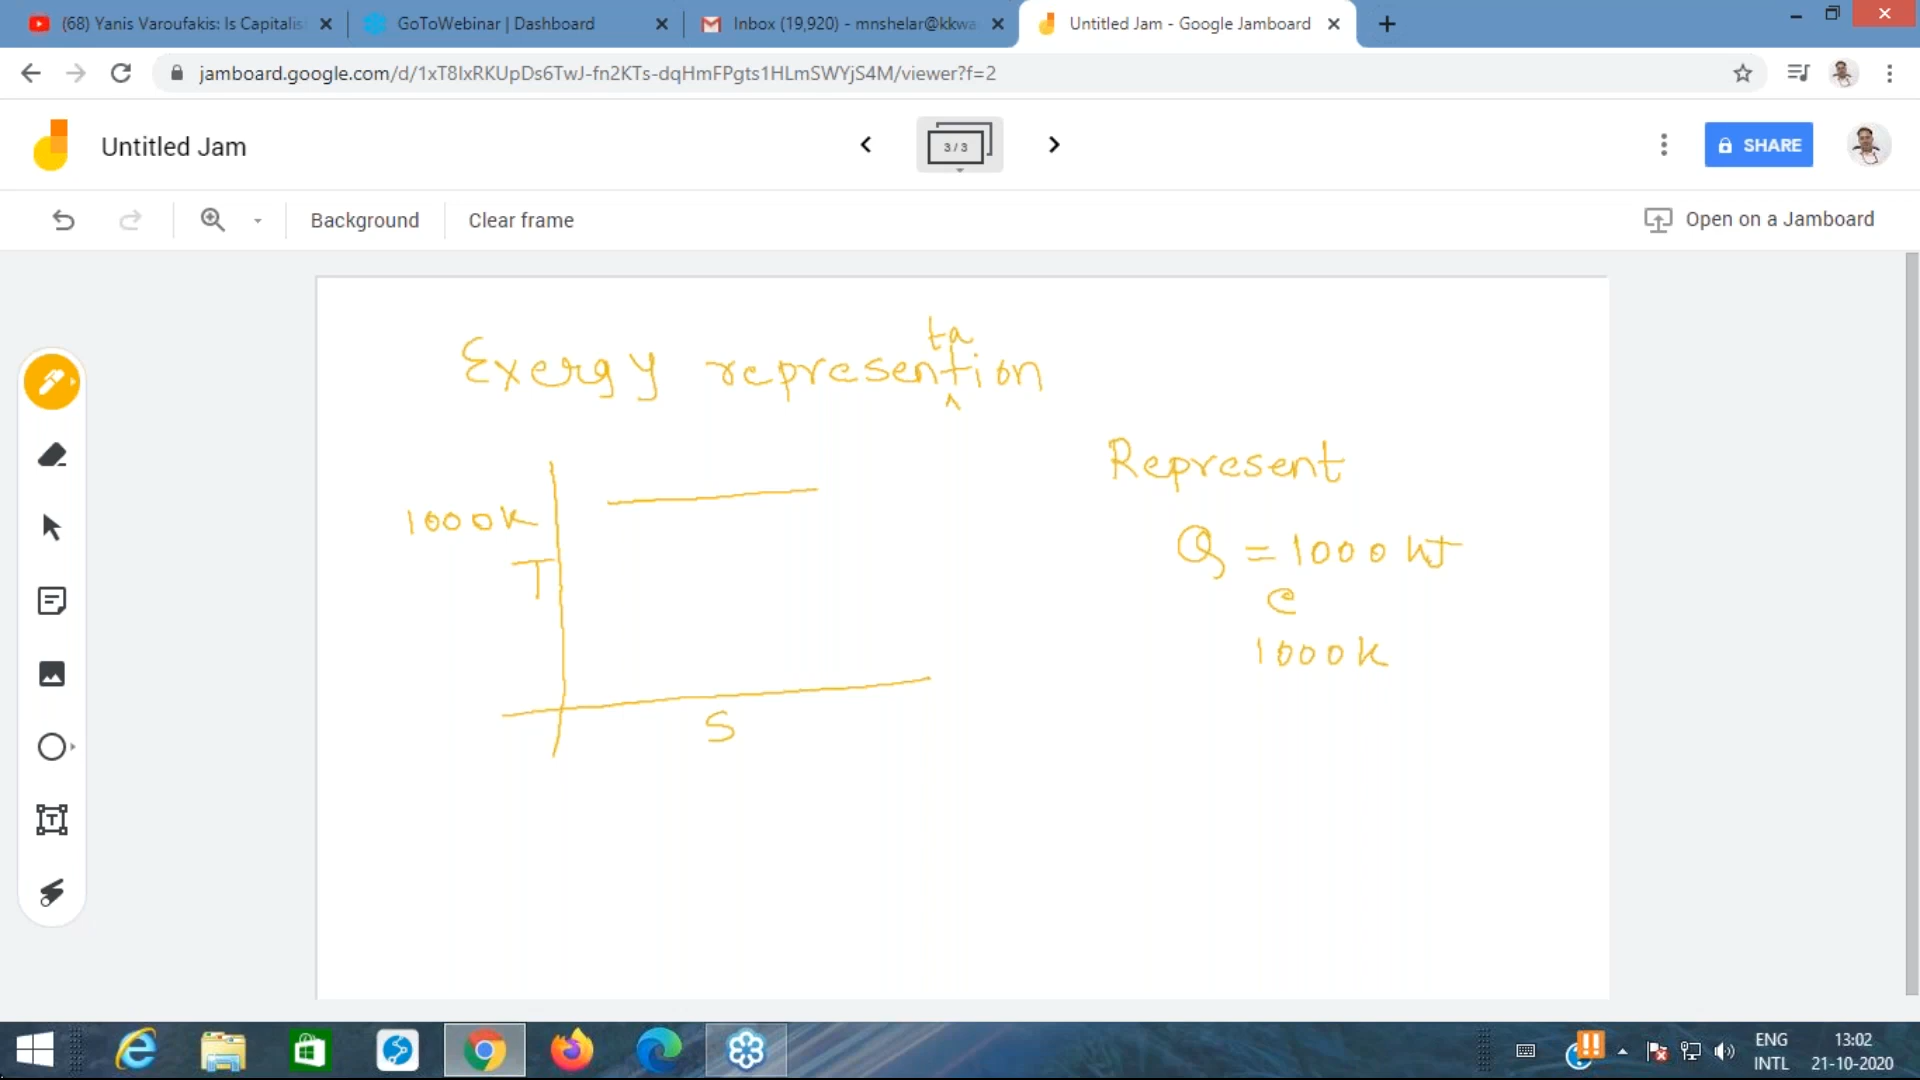 (68) Yanis Varoufakis: Is Capitalis
GoToWebinar | Dashboard
Inbox (19,920) - mnshelar@kkwa
Untitled Jam - Google Jamboard
jamboard.google.com/d/1xT8IxRKUpDs6TwJ-fn2KTs-dqHmFPgts1HLmSWYjS4M/viewer?f=2
Untitled Jam
3 / 3
SHARE
Background
Clear frame
Open on a Jamboard
ta
Exergy represention
^
Represent
1000K
Q = 1000 kJ
T
@
1000K
S
ENG
INTL
13:02
21-10-2020